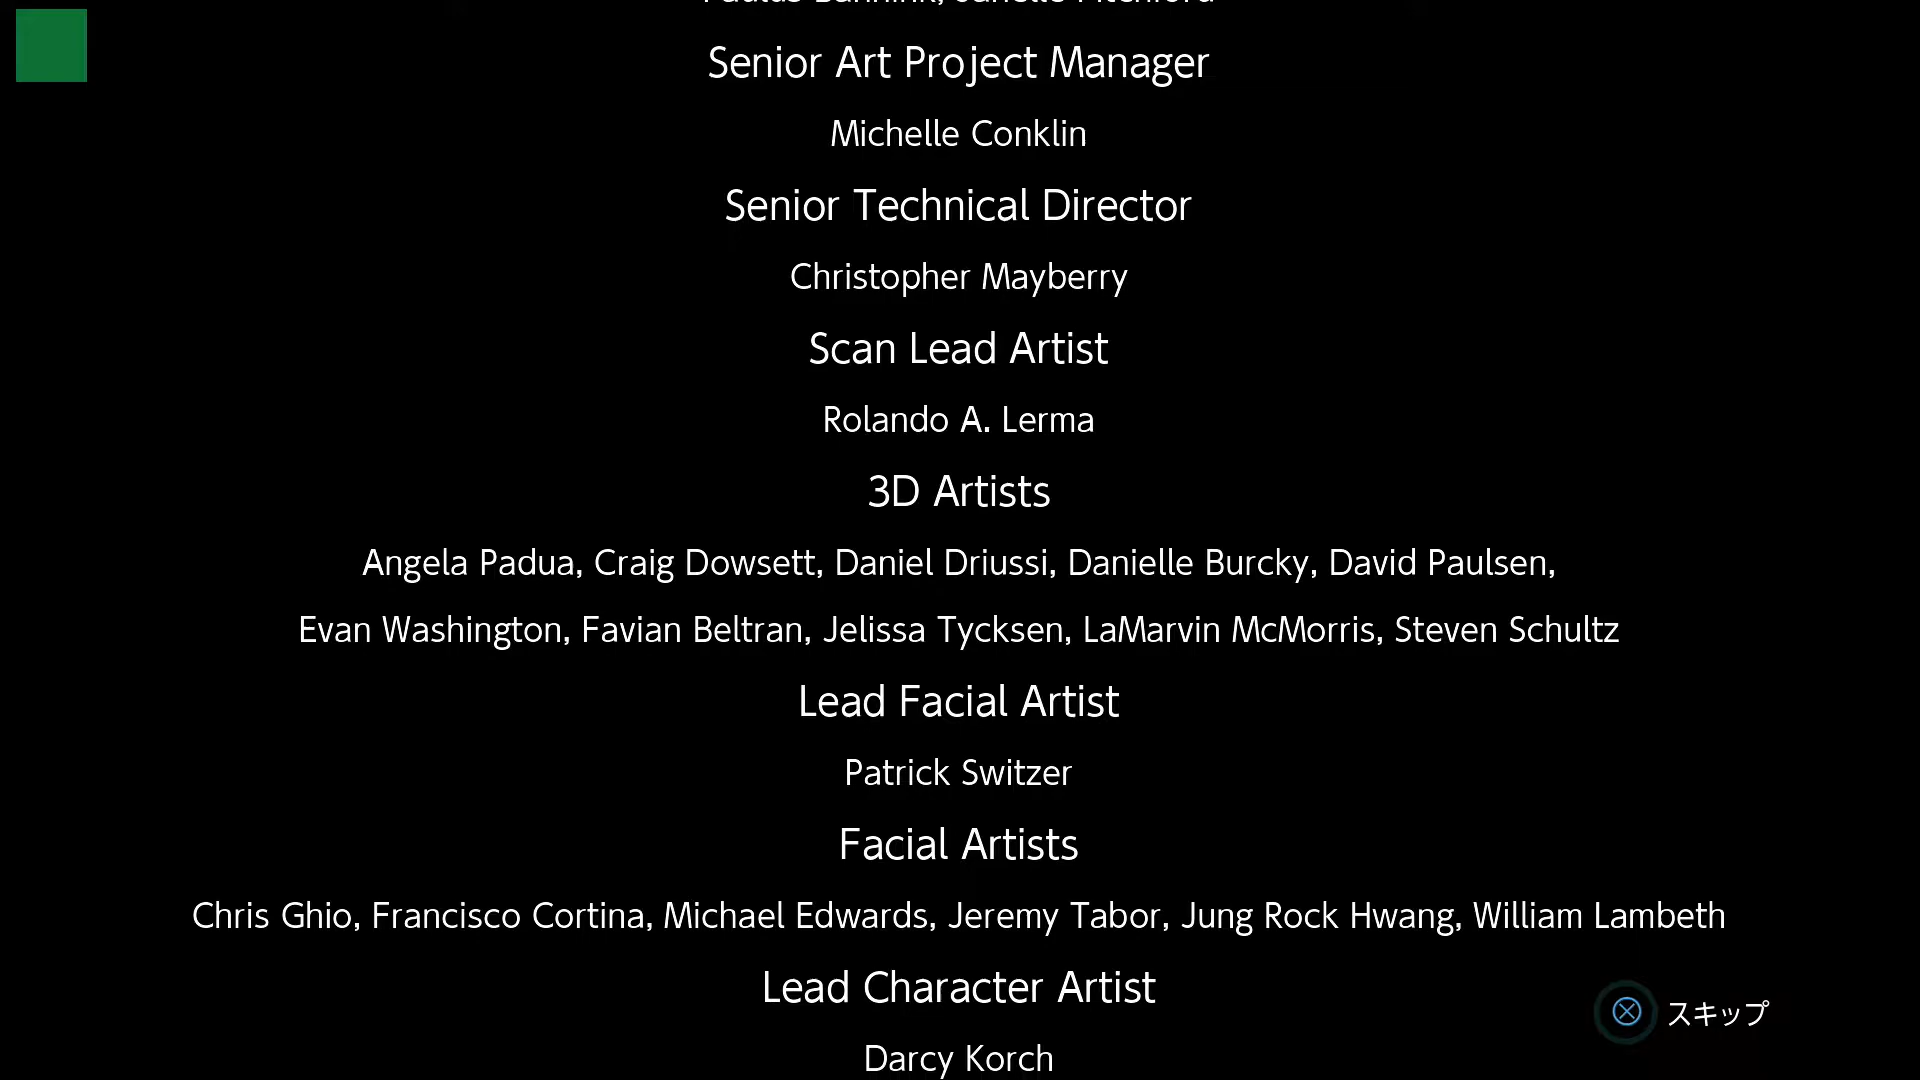 Senior Art Project Manager
Michelle Conklin
Senior Technical Director
Christopher Mayberry
Scan Lead Artist
Rolando A. Lerma
3D Artists
Angela Padua, Craig Dowsett, Daniel Driussi, Danielle Burcky, David Paulsen,
Evan Washington, Favian Beltran, Jelissa Tycksen, LaMarvin McMorris, Steven Schultz
Lead Facial Artist
Patrick Switzer
Facial Artists
Chris Ghio, Francisco Cortina, Michael Edwards, Jeremy Tabor, Jung Rock Hwang, William Lambeth
Lead Character Artist
スキップ
Darcy Korch